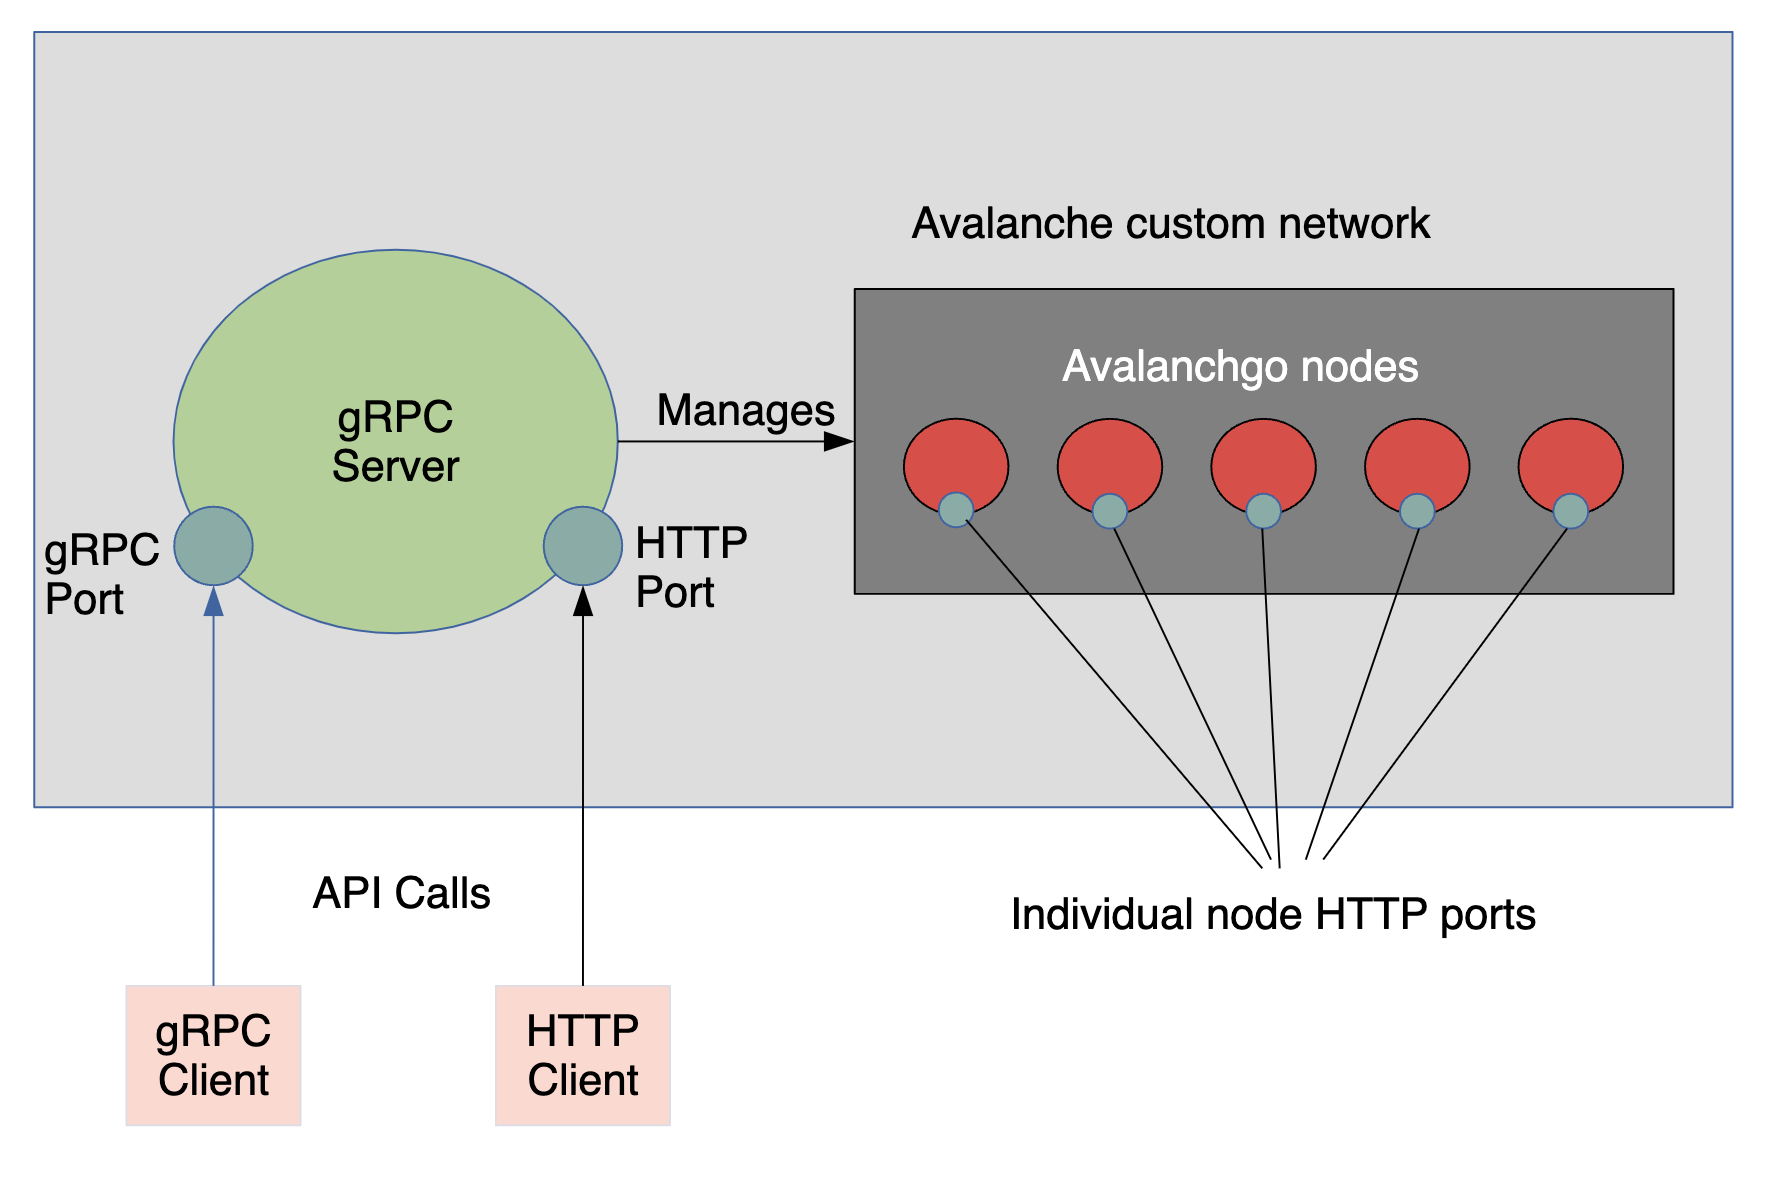 Avalanche custom network
Avalanchgo nodes
Manages
gRPC
Server
gRPC
Port
HTTP
Port
API Calls
Individual node HTTP ports
gRPC
Client
HTTP
Client